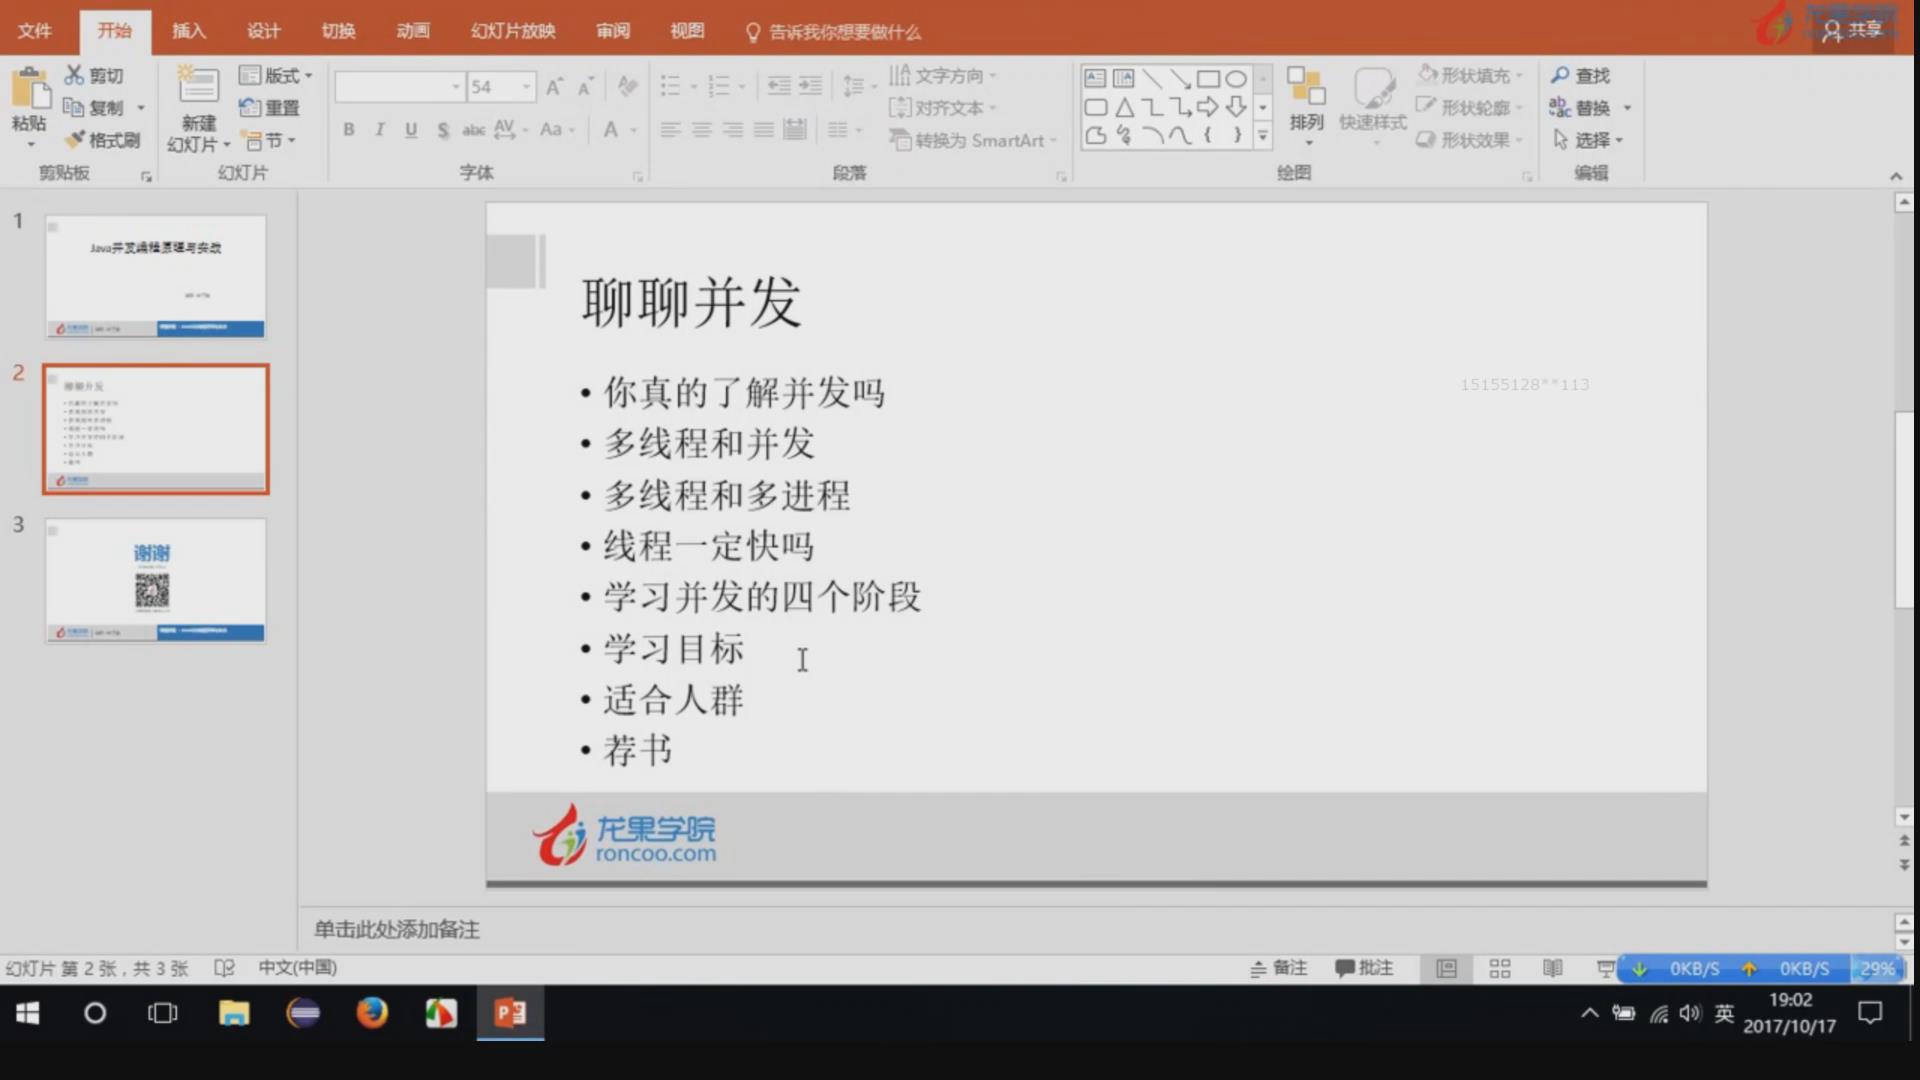 文件 开始 插入 设计 切换 动画 幻灯片放映 审阅 视图 告诉我你想要做什么 共享
粘贴 剪切 复制 格式刷 剪贴板
新建 幻灯片 版式 重置 节 幻灯片
54
B I U S abc AV Aa A
字体
段落
文字方向
对齐文本
转换为 SmartArt
排列 快速样式 绘图
形状填充
形状轮廓
形状效果
查找
替换
选择
编辑
1
Java并发编程原理与实战
2
聊聊并发
3
谢谢
聊聊并发
• 你真的了解并发吗
15155128**113
• 多线程和并发
• 多线程和多进程
• 线程一定快吗
• 学习并发的四个阶段
• 学习目标
• 适合人群
• 荐书
龙果学院
roncoo.com
单击此处添加备注
幻灯片 第 2 张，共 3 张 中文(中国) 备注 批注 0KB/S 0KB/S 29%
英 19:02
2017/10/17